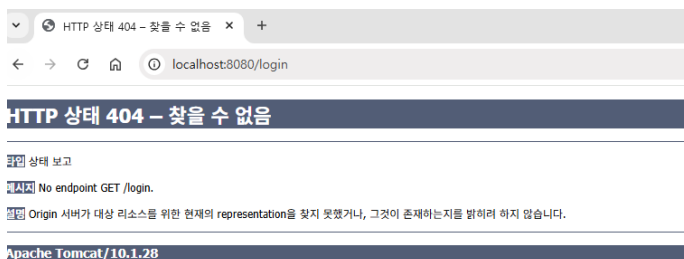 HTTP 상태 404 – 찾을 수 없음
localhost:8080/login
HTTP 상태 404 – 찾을 수 없음
타입 상태 보고
메시지 No endpoint GET /login.
설명 Origin 서버가 대상 리소스를 위한 현재의 representation을 찾지 못했거나, 그것이 존재하는지를 밝히려 하지 않습니다.
Apache Tomcat/10.1.28